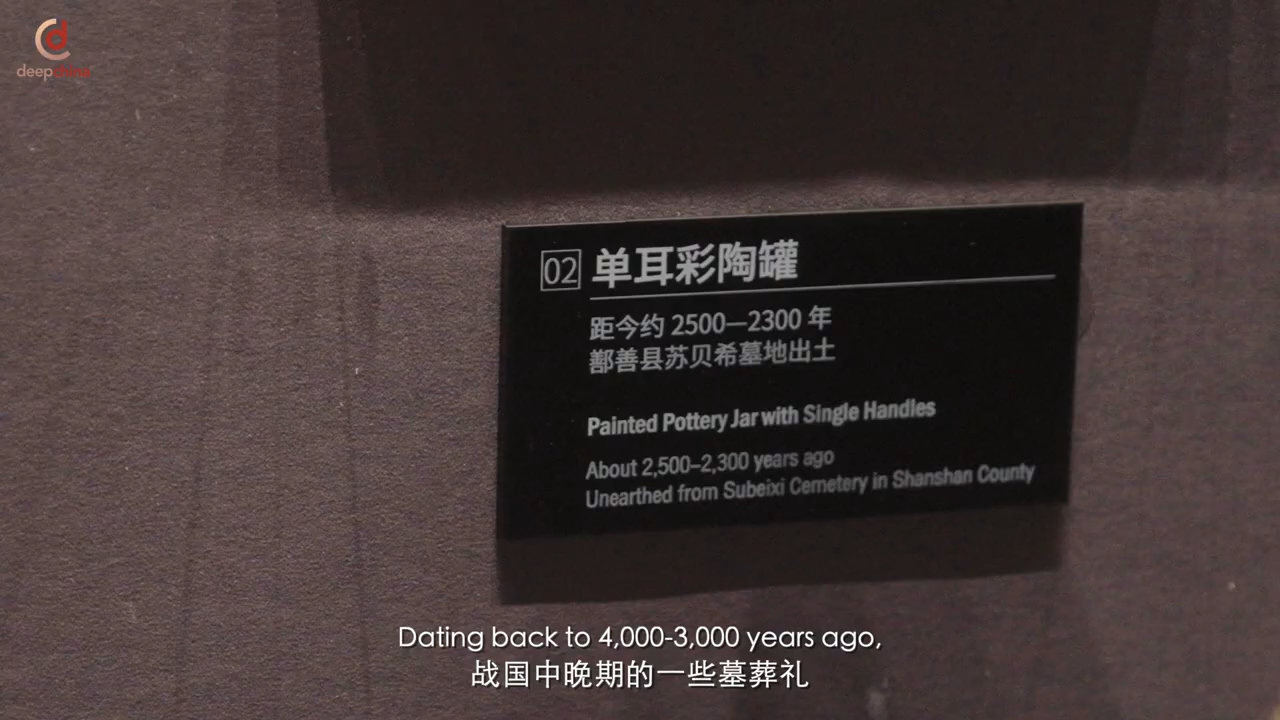 deepchina
02 单耳彩陶罐
距今约 2500—2300 年
鄯善县苏贝希墓地出土
Painted Pottery Jar with Single Handles
About 2,500–2,300 years ago
Unearthed from Subeixi Cemetery in Shanshan County
Dating back to 4,000-3,000 years ago,
战国中晚期的一些墓葬礼